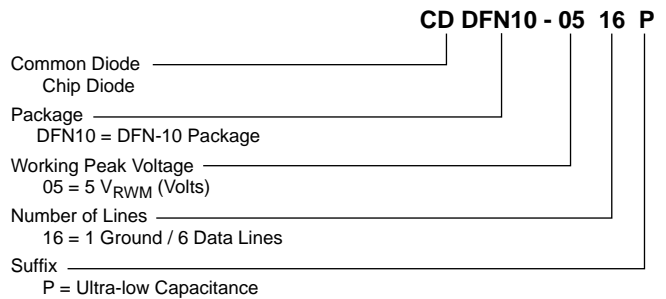 CD DFN10 - 05 16 P
Common Diode
Chip Diode
Package
DFN10 = DFN-10 Package
Working Peak Voltage
05 = 5 VRWM (Volts)
Number of Lines
16 = 1 Ground / 6 Data Lines
Suffix
P = Ultra-low Capacitance